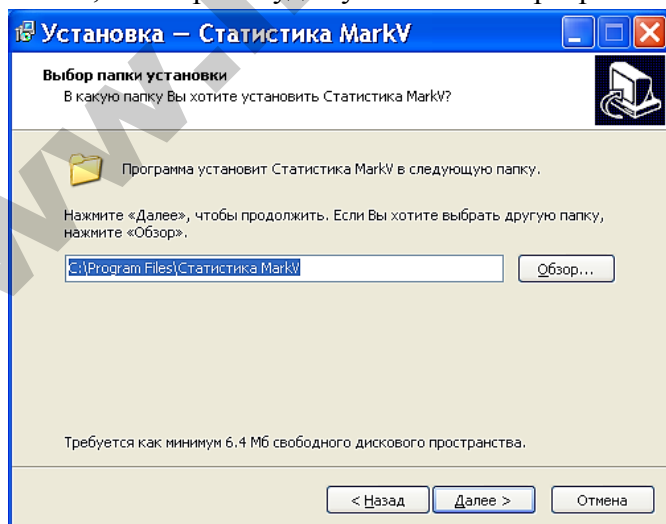 Установка — Статистика MarkV
Выбор папки установки
В какую папку Вы хотите установить Статистика MarkV?
Программа установит Статистика MarkV в следующую папку.
Нажмите «Далее», чтобы продолжить. Если Вы хотите выбрать другую папку,
нажмите «Обзор».
C:\Program Files\Статистика MarkV
Обзор...
Требуется как минимум 6.4 Мб свободного дискового пространства.
< Назад
Далее >
Отмена